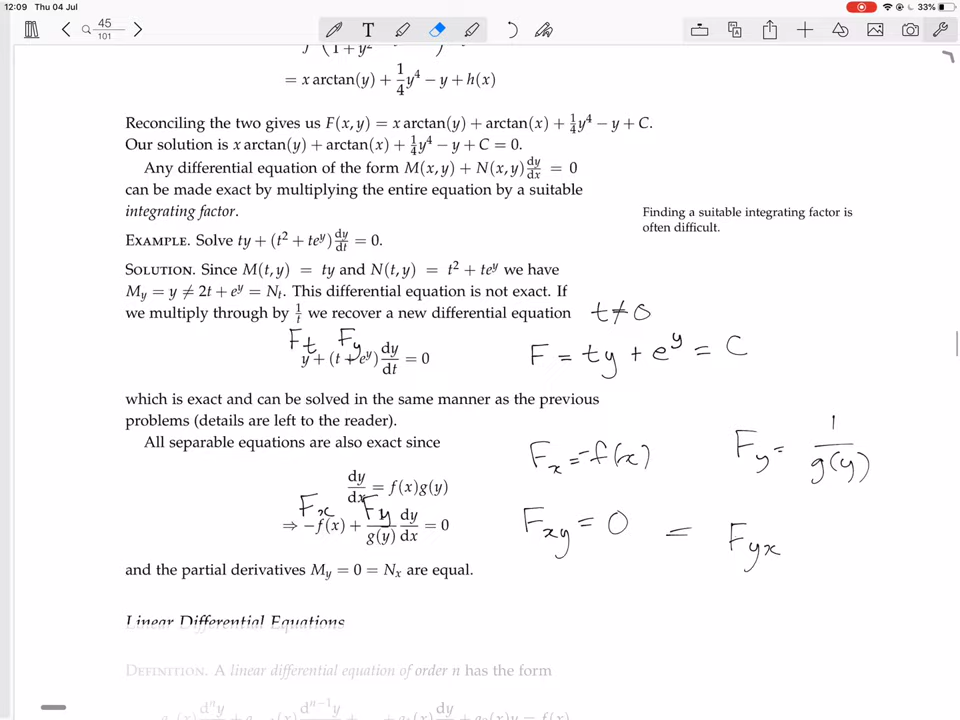 12:09 Thu 04 Jul
33%
45
101
T
= x arctan(y) + 1/4 y⁴ − y + h(x)
Reconciling the two gives us F(x, y) = x arctan(y) + arctan(x) + 1/4 y⁴ − y + C.
Our solution is x arctan(y) + arctan(x) + 1/4 y⁴ − y + C = 0.
Any differential equation of the form M(x, y) + N(x, y) dy/dx = 0
can be made exact by multiplying the entire equation by a suitable
integrating factor.
Finding a suitable integrating factor is
often difficult.
EXAMPLE. Solve ty + (t² + te^y) dy/dt = 0.
SOLUTION. Since M(t, y) = ty and N(t, y) = t² + te^y we have
M_y = y ≠ 2t + e^y = N_t. This differential equation is not exact. If
we multiply through by 1/t we recover a new differential equation
t ≠ 0
F_t F_y
y + (t + e^y) dy/dt = 0
F = ty + e^y = C
which is exact and can be solved in the same manner as the previous
problems (details are left to the reader).
All separable equations are also exact since
F_x = -f(x)
F_y = 1/g(y)
dy/dx = f(x)g(y)
F_x F_y
⇒ −f(x) + 1/g(y) dy/dx = 0
F_xy = 0 = F_yx
and the partial derivatives M_y = 0 = N_x are equal.
Linear Differential Equations
DEFINITION. A linear differential equation of order n has the form